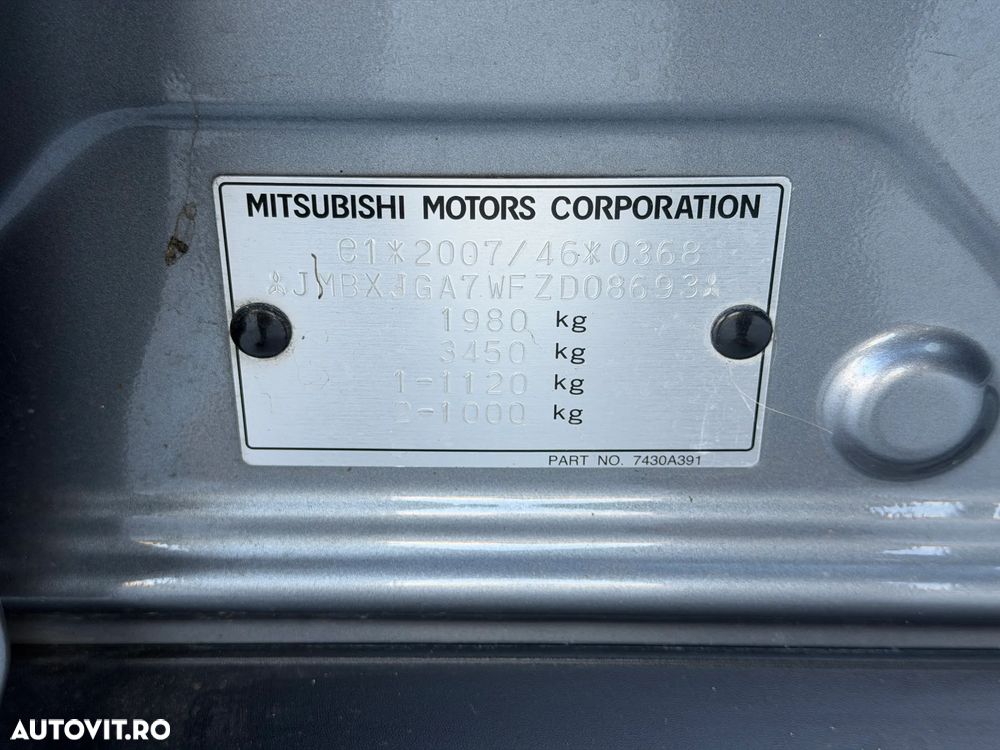 MITSUBISHI MOTORS CORPORATION
e1*2007/46*0368
JMBXJGA7WFZD08693
1980 kg
3450 kg
1-1120 kg
2-1000 kg
PART NO. 7430A391
AUTOVIT.RO